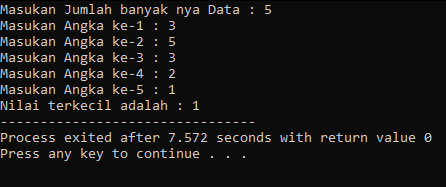 Masukan Jumlah banyak nya Data : 5
Masukan Angka ke-1 : 3
Masukan Angka ke-2 : 5
Masukan Angka ke-3 : 3
Masukan Angka ke-4 : 2
Masukan Angka ke-5 : 1
Nilai terkecil adalah : 1
--------------------------------
Process exited after 7.572 seconds with return value 0
Press any key to continue . . .